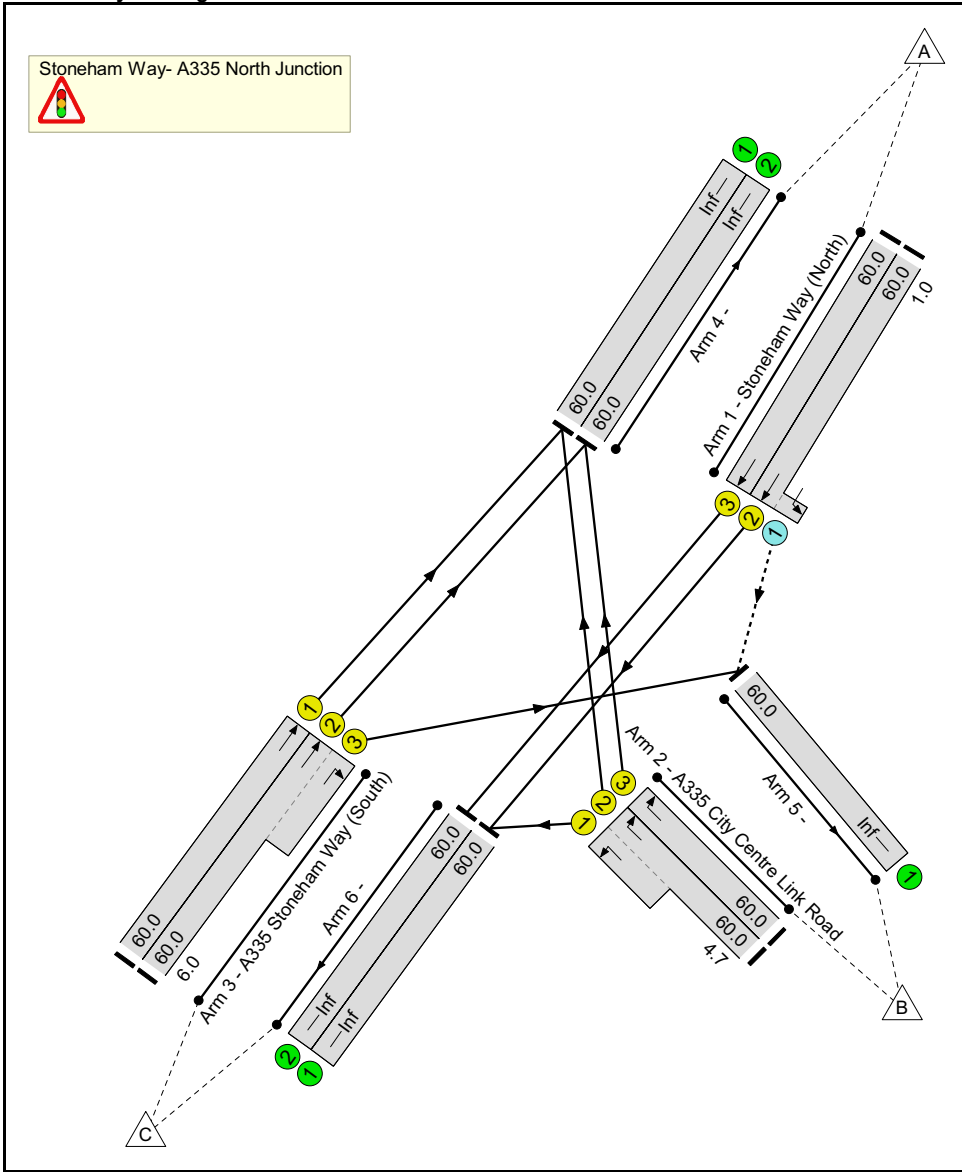 Stoneham Way- A335 North Junction
A
1
2
Inf
Inf
60.0
60.0
Arm 4 -
60.0
60.0
1.0
Arm 1 - Stoneham Way (North)
3
2
1
1
2
3
60.0
60.0
6.0
Arm 3 - A335 Stoneham Way (South)
60.0
Arm 5 -
Inf
1
Arm 2 - A335 City Centre Link Road
3
2
1
60.0
60.0
4.7
60.0
60.0
Arm 6 -
Inf
Inf
2
1
B
C